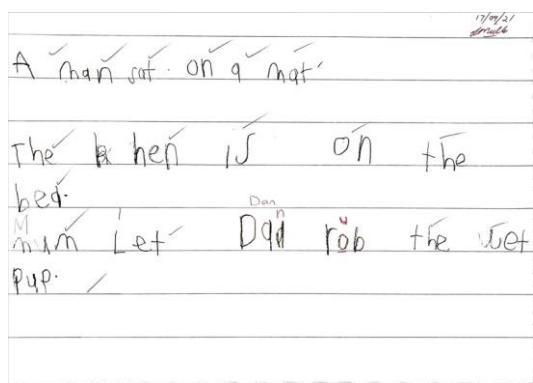 17/09/21
A man sat. on a mat.
The hen is on the
bed.
Dan
mum Let Dad rob the wet
pup.